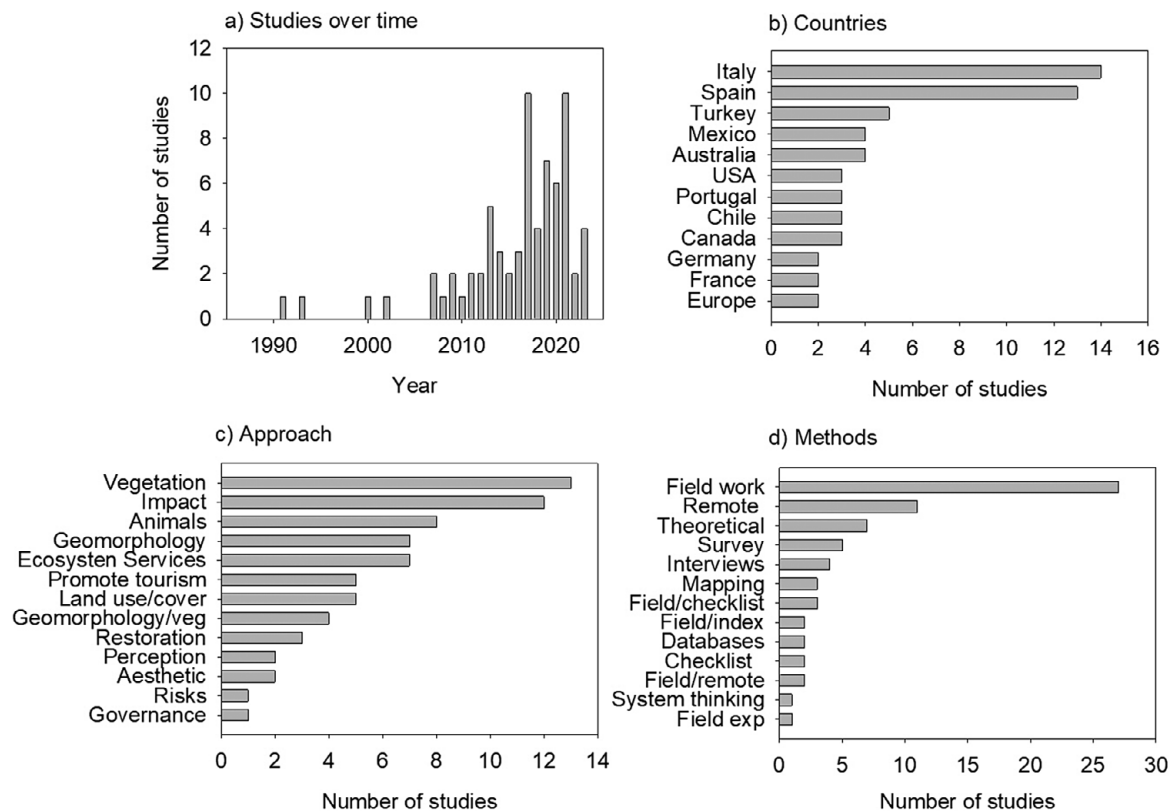 a) Studies over time
12
10
8
6
4
2
0
Number of studies
1990 2000 2010 2020
Year
b) Countries
Italy
Spain
Turkey
Mexico
Australia
USA
Portugal
Chile
Canada
Germany
France
Europe
0 2 4 6 8 10 12 14 16
Number of studies
c) Approach
Vegetation
Impact
Animals
Geomorphology
Ecosysten Services
Promote tourism
Land use/cover
Geomorphology/veg
Restoration
Perception
Aesthetic
Risks
Governance
0 2 4 6 8 10 12 14
Number of studies
d) Methods
Field work
Remote
Theoretical
Survey
Interviews
Mapping
Field/checklist
Field/index
Databases
Checklist
Field/remote
System thinking
Field exp
0 5 10 15 20 25 30
Number of studies